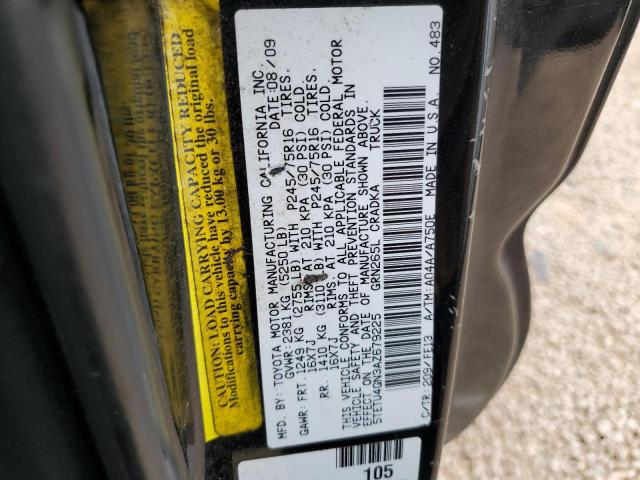 CAUTION: LOAD CARRYING CAPACITY REDUCED
Modifications to this vehicle have reduced the original load
carrying capacity by 13.00 kg or 30 lbs.
MFD. BY: TOYOTA MOTOR MANUFACTURING CALIFORNIA INC.
GVWR: 2381 KG (5250 LB) DATE: 08/09
GAWR: FRT. 1249 KG (2755 LB) WITH P245/75R16 TIRES.
16X7J RIMS, AT 210 KPA (30 PSI) COLD
RR. 1410 KG (3110 LB) WITH P245/75R16 TIRES.
16X7J RIMS, AT 210 KPA (30 PSI) COLD
THIS VEHICLE CONFORMS TO ALL APPLICABLE FEDERAL MOTOR
VEHICLE SAFETY AND THEFT PREVENTION STANDARDS IN
EFFECT ON THE DATE OF MANUFACTURE SHOWN ABOVE.
5TETU4GN3AZ679225 GRN265L CRADKA TRUCK
C/TR: 209/FE13 A/TM: A04A/A750E MADE IN U.S.A NO. 483
105